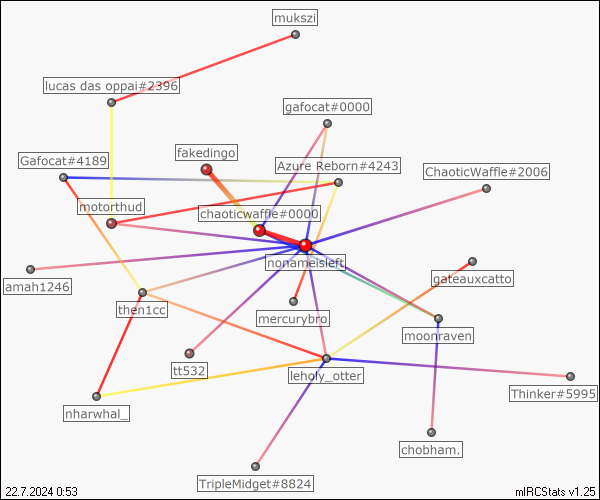 mukszi
lucas das oppai#2396
gafocat#0000
fakedingo
Gafocat#4189
Azure Reborn#4243
ChaoticWaffle#2006
motorthud
chaoticwaffle#0000
nonameisleft
gateauxcatto
amah1246
then1cc
mercurybro
moonraven
tt532
leholy_otter
Thinker#5995
nharwhal_
chobham.
TripleMidget#8824
22.7.2024 0:53
mIRCStats v1.25